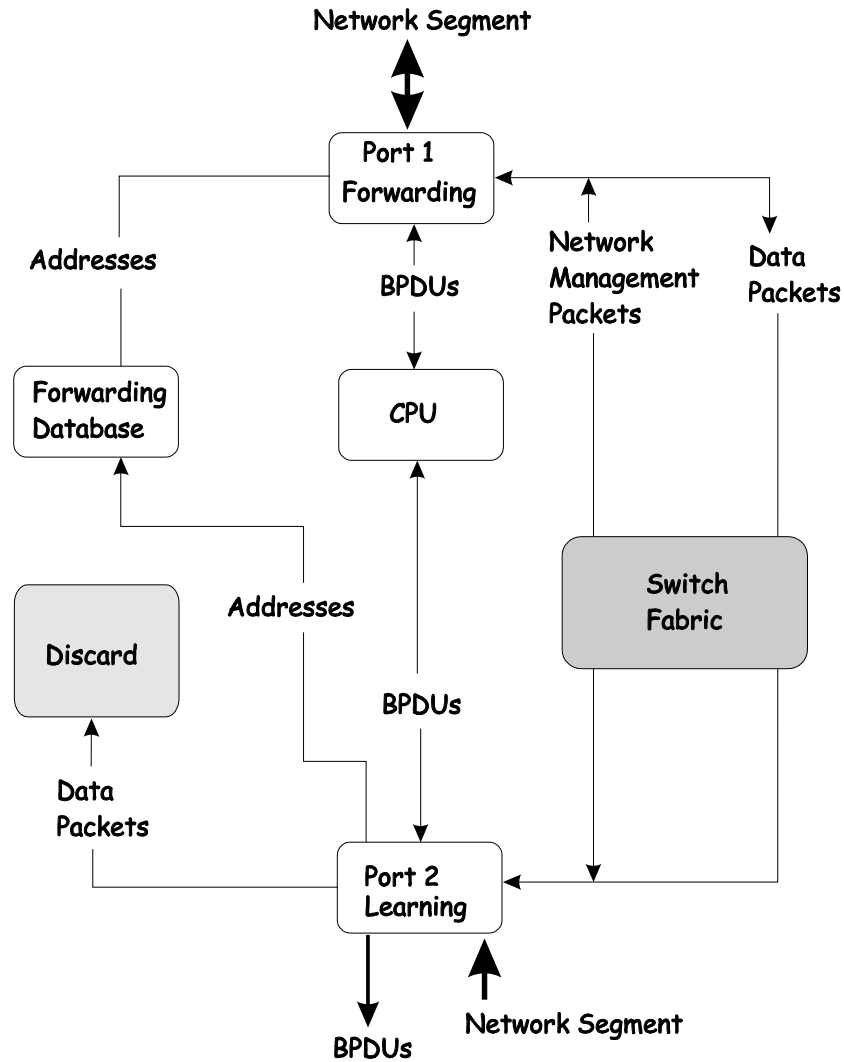 Network Segment
Port 1
Forwarding
Addresses
BPDUs
Network
Management
Packets
Data
Packets
Forwarding
Database
CPU
Switch
Fabric
Addresses
Discard
BPDUs
Data
Packets
Port 2
Learning
Network Segment
BPDUs